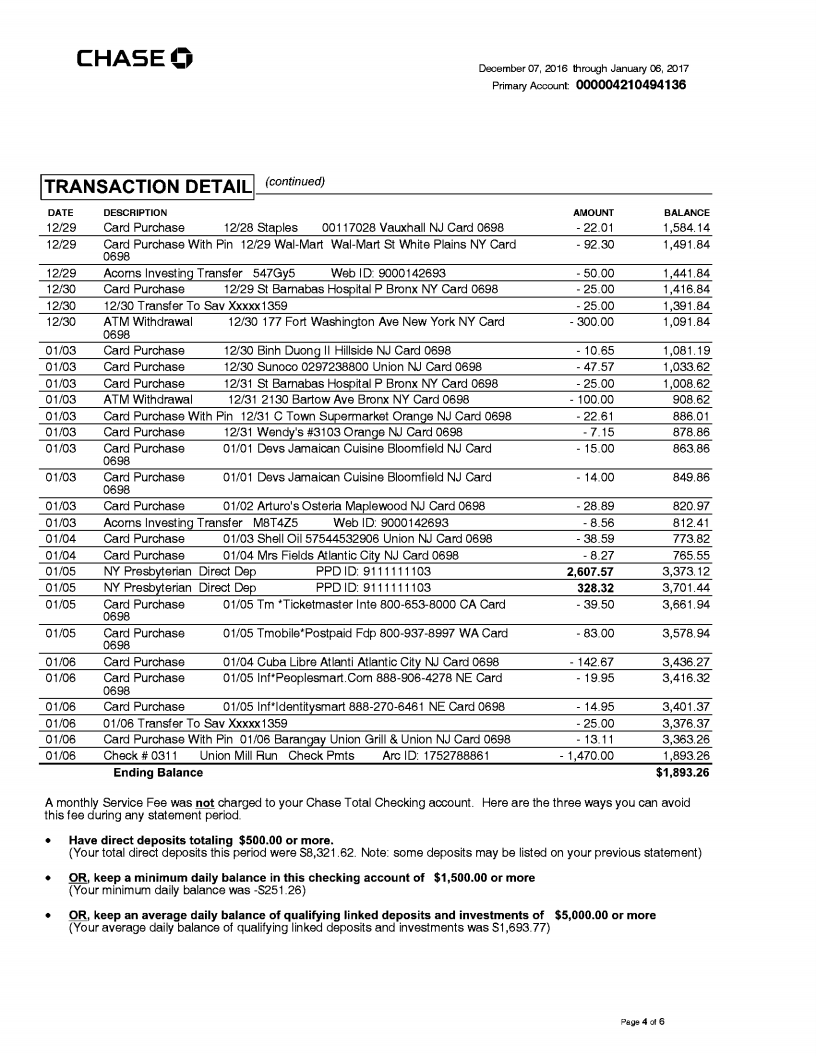 CHASE
December 07, 2016 through January 06, 2017
Primary Account: 000004210494136
TRANSACTION DETAIL (continued)
DATE DESCRIPTION AMOUNT BALANCE
12/29 Card Purchase 12/28 Staples 00117028 Vauxhall NJ Card 0698 - 22.01 1,584.14
12/29 Card Purchase With Pin 12/29 Wal-Mart Wal-Mart St White Plains NY Card - 92.30 1,491.84
0698
12/29 Acorns Investing Transfer 547Gy5 Web ID: 9000142693 - 50.00 1,441.84
12/30 Card Purchase 12/29 St Barnabas Hospital P Bronx NY Card 0698 - 25.00 1,416.84
12/30 12/30 Transfer To Sav Xxxxx1359 - 25.00 1,391.84
12/30 ATM Withdrawal 12/30 177 Fort Washington Ave New York NY Card - 300.00 1,091.84
0698
01/03 Card Purchase 12/30 Binh Duong II Hillside NJ Card 0698 - 10.65 1,081.19
01/03 Card Purchase 12/30 Sunoco 0297238800 Union NJ Card 0698 - 47.57 1,033.62
01/03 Card Purchase 12/31 St Barnabas Hospital P Bronx NY Card 0698 - 25.00 1,008.62
01/03 ATM Withdrawal 12/31 2130 Bartow Ave Bronx NY Card 0698 - 100.00 908.62
01/03 Card Purchase With Pin 12/31 C Town Supermarket Orange NJ Card 0698 - 22.61 886.01
01/03 Card Purchase 12/31 Wendy's #3103 Orange NJ Card 0698 - 7.15 878.86
01/03 Card Purchase 01/01 Devs Jamaican Cuisine Bloomfield NJ Card - 15.00 863.86
0698
01/03 Card Purchase 01/01 Devs Jamaican Cuisine Bloomfield NJ Card - 14.00 849.86
0698
01/03 Card Purchase 01/02 Arturo's Osteria Maplewood NJ Card 0698 - 28.89 820.97
01/03 Acorns Investing Transfer M8T4Z5 Web ID: 9000142693 - 8.56 812.41
01/04 Card Purchase 01/03 Shell Oil 57544532906 Union NJ Card 0698 - 38.59 773.82
01/04 Card Purchase 01/04 Mrs Fields Atlantic City NJ Card 0698 - 8.27 765.55
01/05 NY Presbyterian Direct Dep PPD ID: 9111111103 2,607.57 3,373.12
01/05 NY Presbyterian Direct Dep PPD ID: 9111111103 328.32 3,701.44
01/05 Card Purchase 01/05 Tm *Ticketmaster Inte 800-653-8000 CA Card - 39.50 3,661.94
0698
01/05 Card Purchase 01/05 Tmobile*Postpaid Fdp 800-937-8997 WA Card - 83.00 3,578.94
0698
01/06 Card Purchase 01/04 Cuba Libre Atlanti Atlantic City NJ Card 0698 - 142.67 3,436.27
01/06 Card Purchase 01/05 Inf*Peoplesmart.Com 888-906-4278 NE Card - 19.95 3,416.32
0698
01/06 Card Purchase 01/05 Inf*Identitysmart 888-270-6461 NE Card 0698 - 14.95 3,401.37
01/06 01/06 Transfer To Sav Xxxxx1359 - 25.00 3,376.37
01/06 Card Purchase With Pin 01/06 Barangay Union Grill & Union NJ Card 0698 - 13.11 3,363.26
01/06 Check # 0311 Union Mill Run Check Pmts Arc ID: 1752788861 - 1,470.00 1,893.26
Ending Balance $1,893.26
A monthly Service Fee was not charged to your Chase Total Checking account. Here are the three ways you can avoid
this fee during any statement period.
• Have direct deposits totaling $500.00 or more.
(Your total direct deposits this period were $8,321.62. Note: some deposits may be listed on your previous statement)
• OR, keep a minimum daily balance in this checking account of $1,500.00 or more
(Your minimum daily balance was -$251.26)
• OR, keep an average daily balance of qualifying linked deposits and investments of $5,000.00 or more
(Your average daily balance of qualifying linked deposits and investments was $1,693.77)
Page 4 of 6